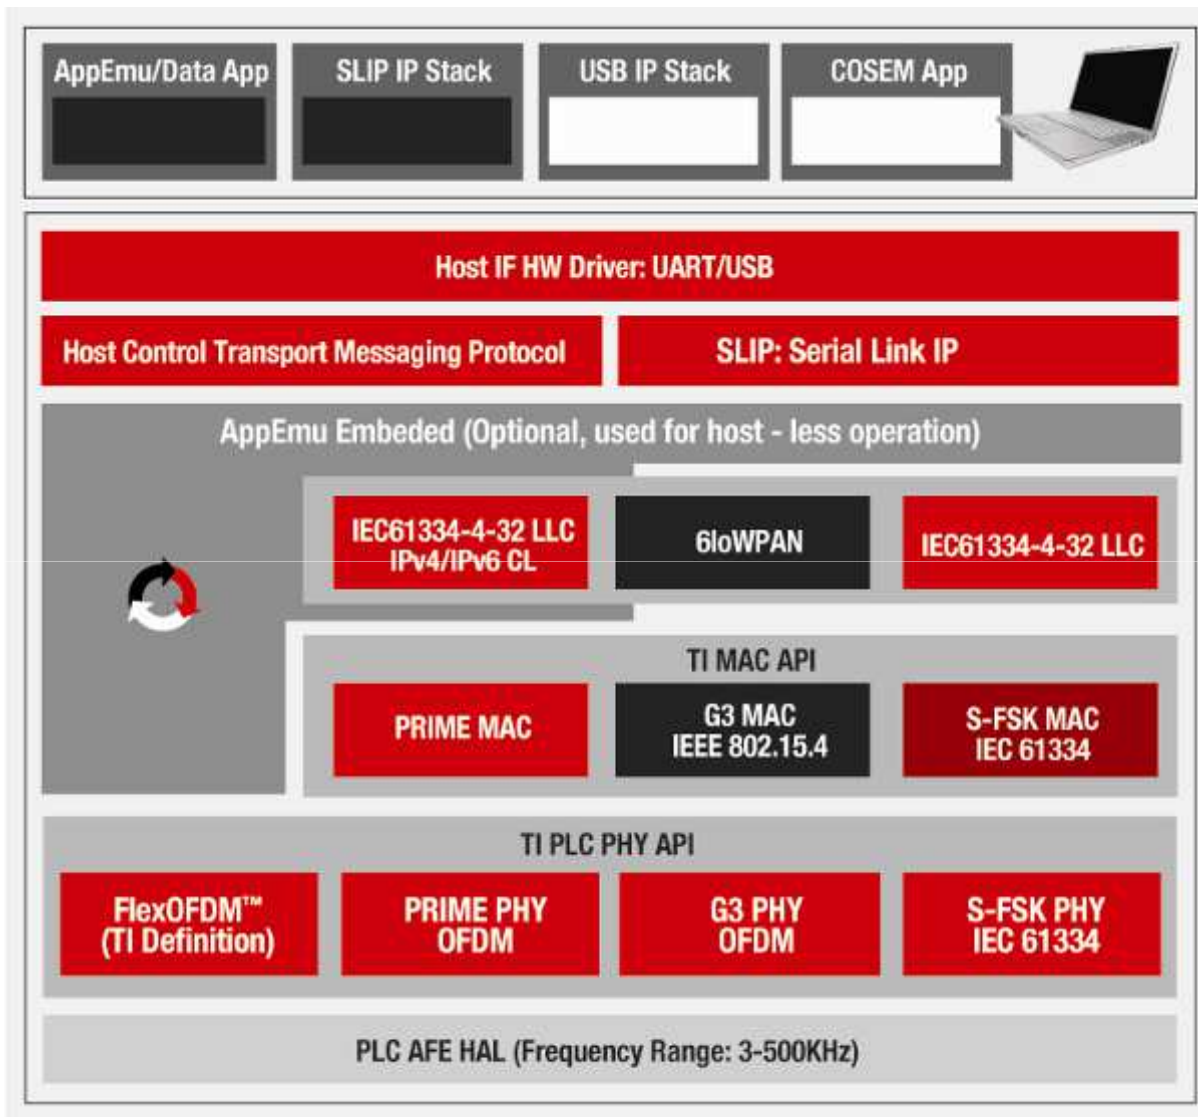 AppEmu/Data App
SLIP IP Stack
USB IP Stack
COSEM App
Host IF HW Driver: UART/USB
Host Control Transport Messaging Protocol
SLIP: Serial Link IP
AppEmu Embeded (Optional, used for host - less operation)
IEC61334-4-32 LLC
IPv4/IPv6 CL
6loWPAN
IEC61334-4-32 LLC
TI MAC API
PRIME MAC
G3 MAC
IEEE 802.15.4
S-FSK MAC
IEC 61334
TI PLC PHY API
FlexOFDM™
(TI Definition)
PRIME PHY
OFDM
G3 PHY
OFDM
S-FSK PHY
IEC 61334
PLC AFE HAL (Frequency Range: 3-500KHz)